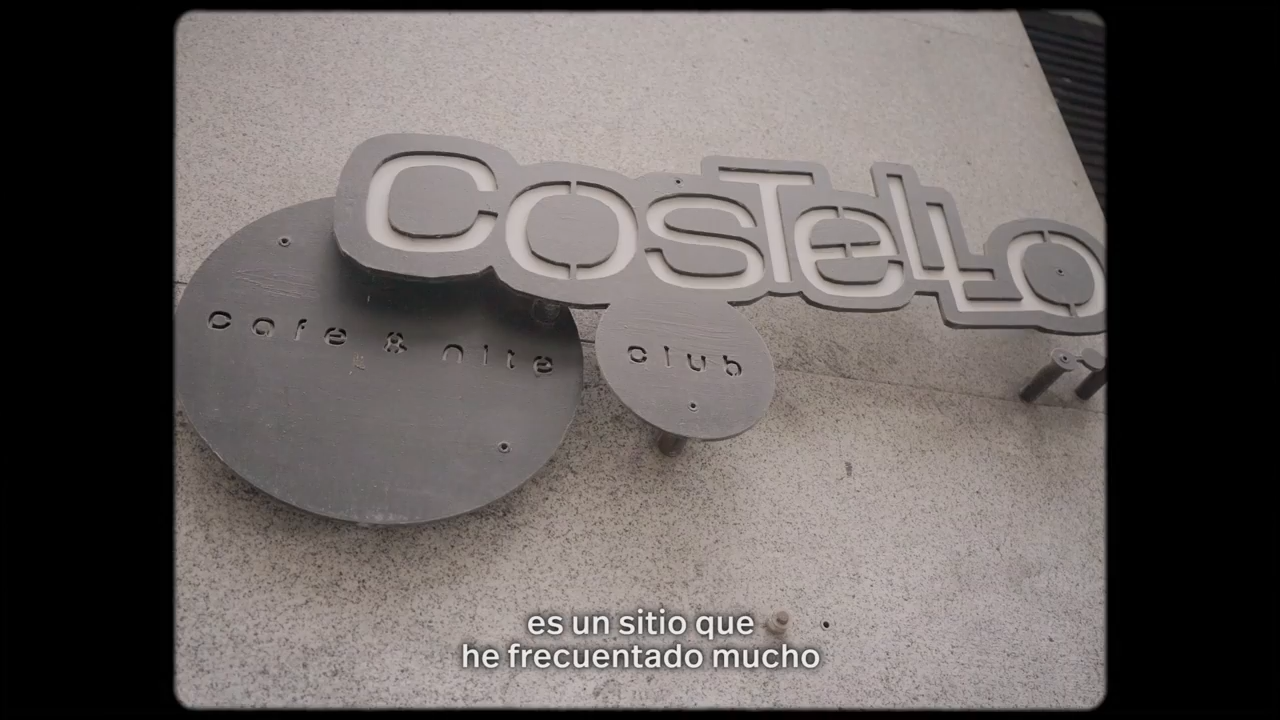 CosTeLLo
cafe & nite
club
es un sitio que
he frecuentado mucho